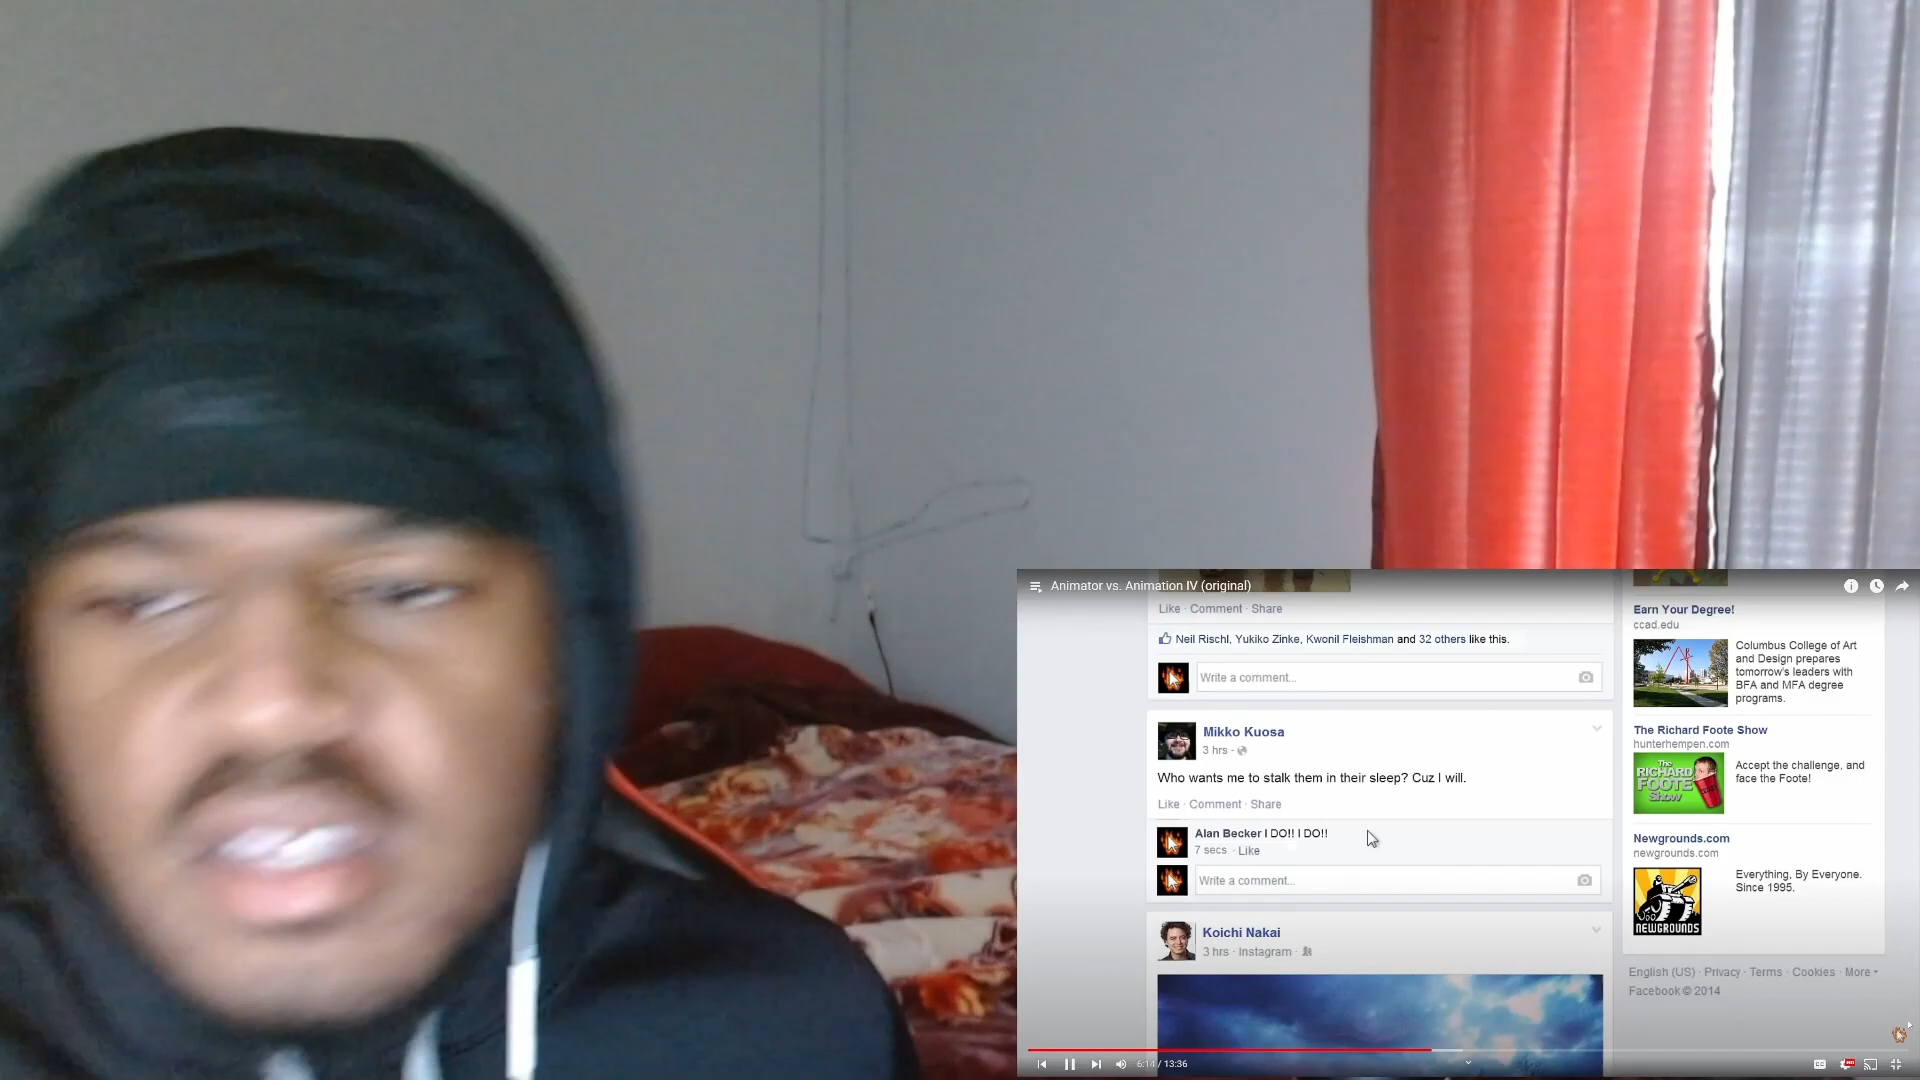 Animator vs. Animation IV (original)
Like · Comment · Share
Neil Rischl, Yukiko Zinke, Kwonil Fleishman and 32 others like this.
Write a comment...
Mikko Kuosa
3 hrs ·
Who wants me to stalk them in their sleep? Cuz I will.
Like · Comment · Share
Alan Becker I DO!! I DO!!
7 secs · Like
Write a comment...
Koichi Nakai
3 hrs · Instagram ·
Earn Your Degree!
ccad.edu
Columbus College of Art
and Design prepares
tomorrow's leaders with
BFA and MFA degree
programs.
The Richard Foote Show
hunterhempen.com
The
RICHARD
FOOTE
Show
Accept the challenge, and
face the Foote!
Newgrounds.com
newgrounds.com
NEWGROUNDS
Everything, By Everyone.
Since 1995.
English (US) · Privacy · Terms · Cookies · More
Facebook © 2014
6:14 / 13:36
CC
HD